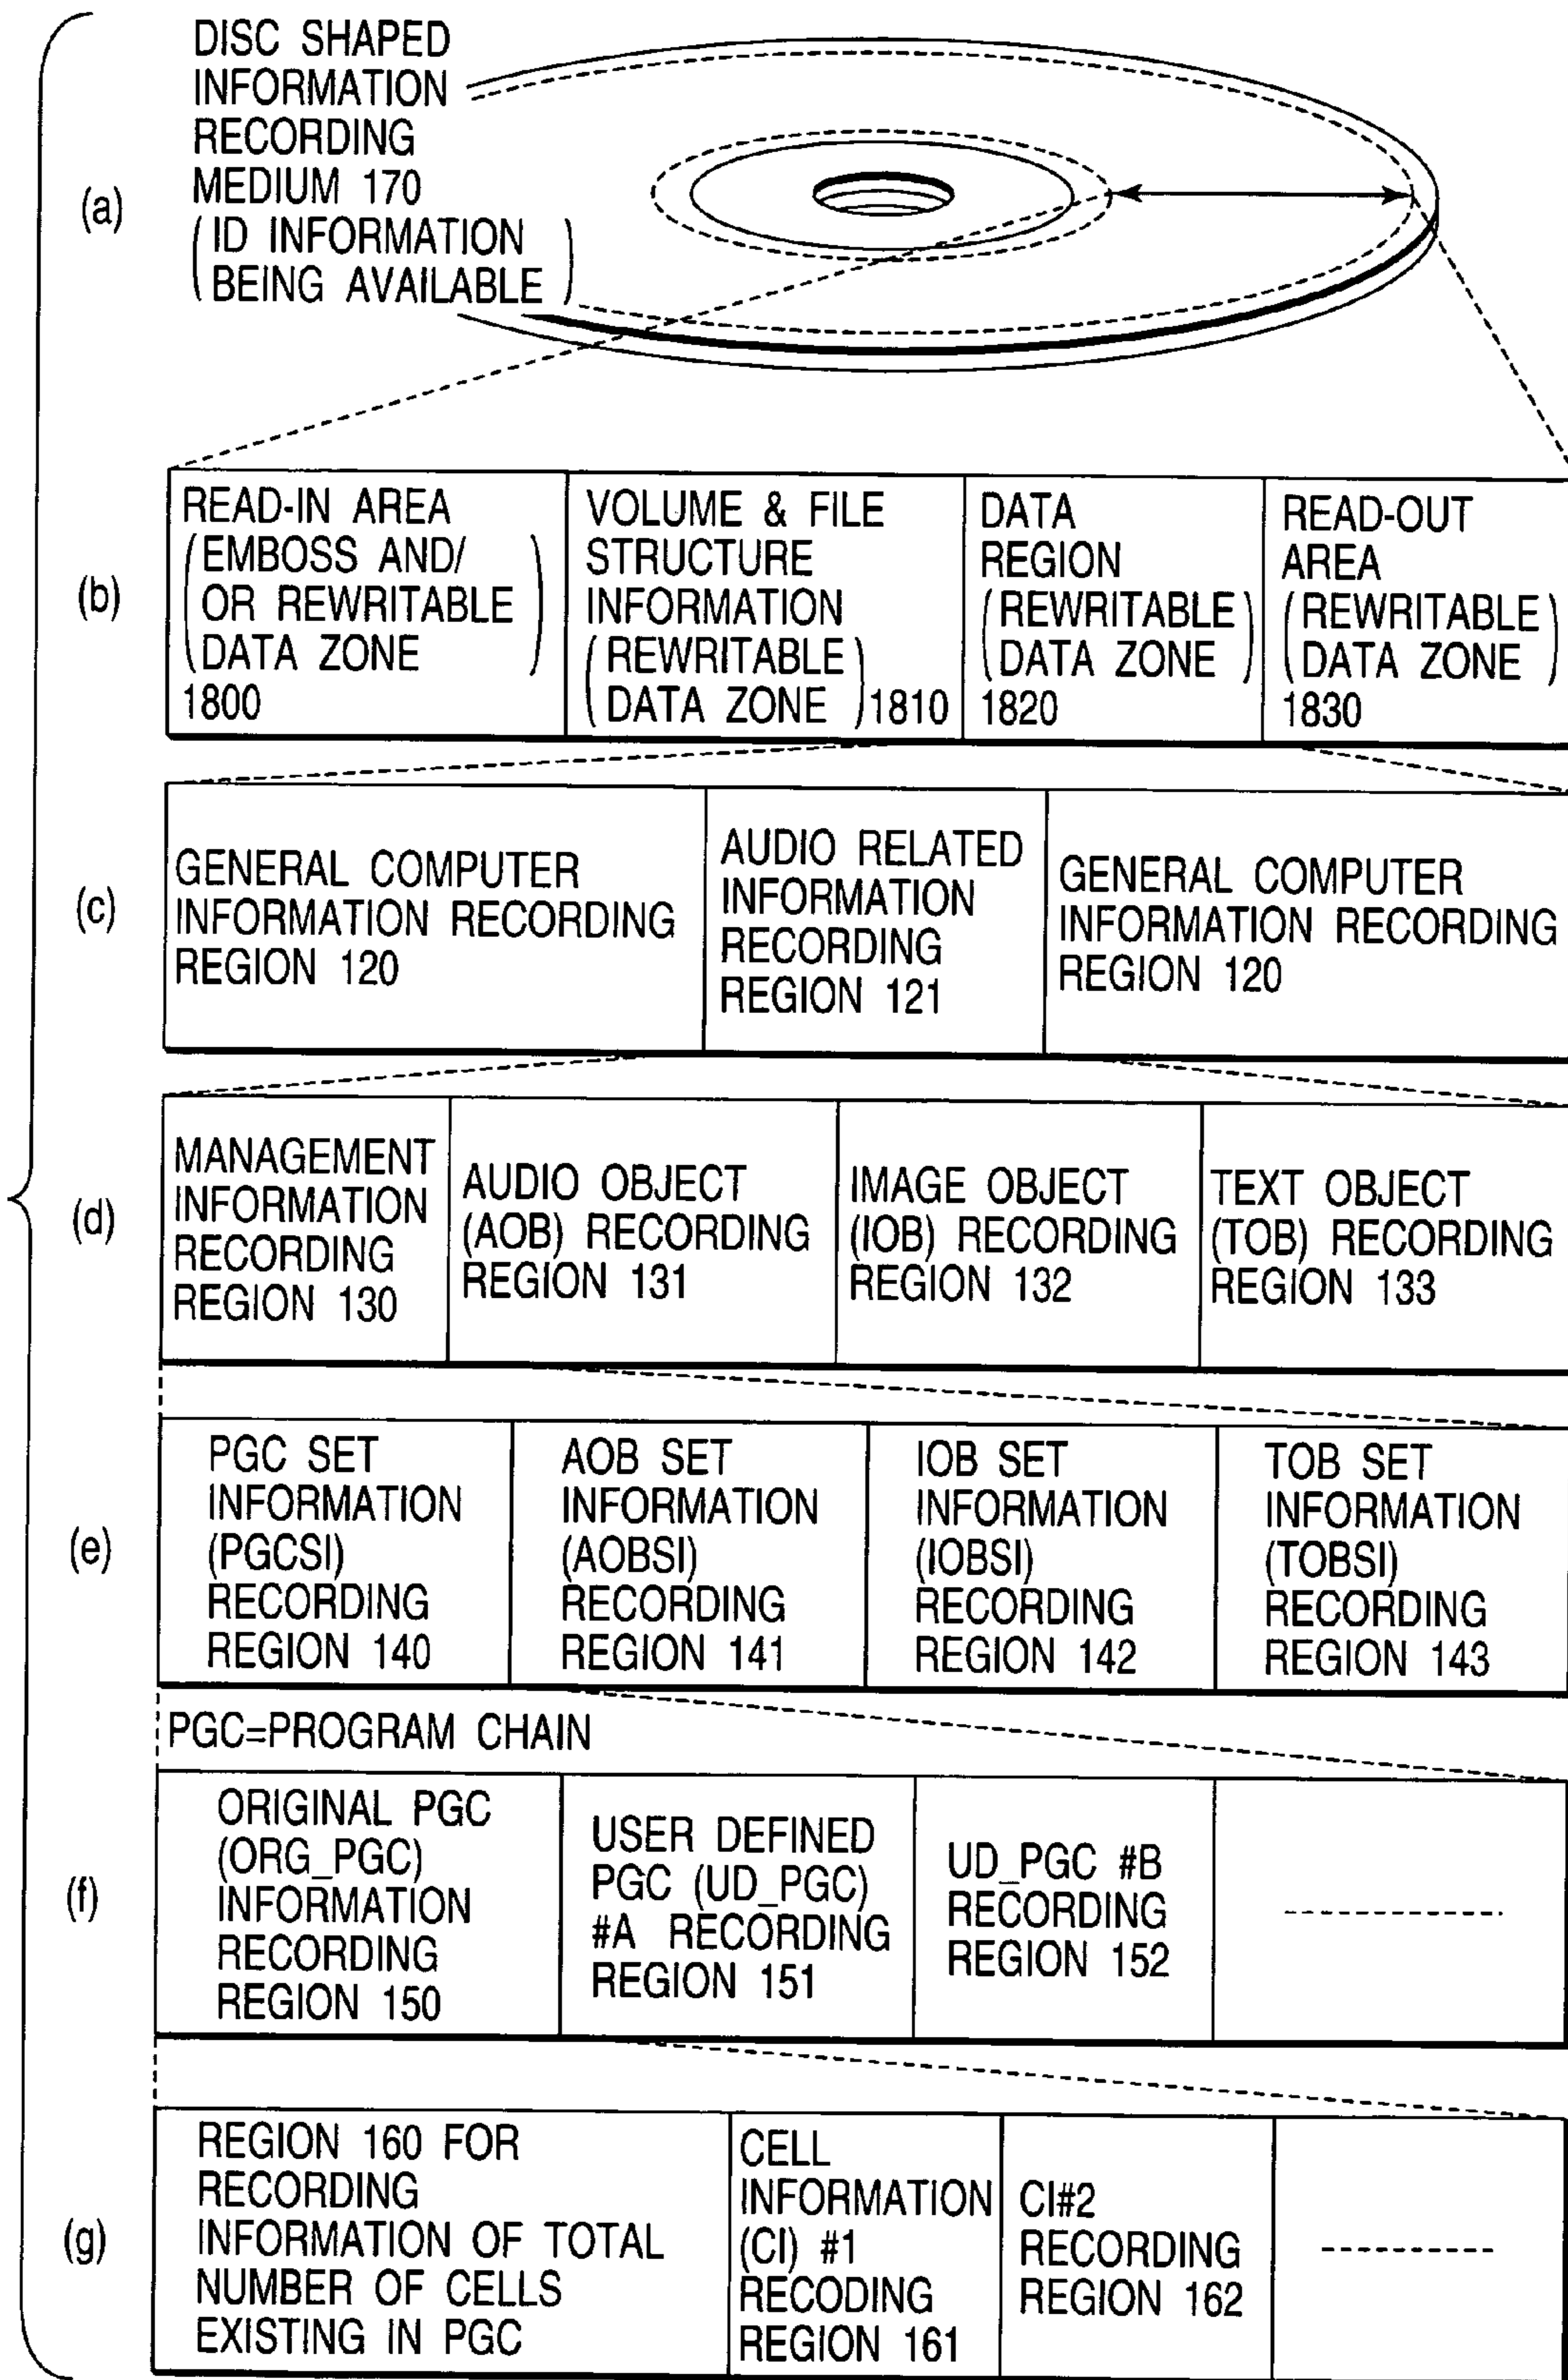 (a)
DISC SHAPED
INFORMATION
RECORDING
MEDIUM 170
(ID INFORMATION
BEING AVAILABLE)
(b)
READ-IN AREA
(EMBOSS AND/
OR REWRITABLE
DATA ZONE)
1800
VOLUME & FILE
STRUCTURE
INFORMATION
(REWRITABLE
DATA ZONE) 1810
DATA
REGION
(REWRITABLE
DATA ZONE)
1820
READ-OUT
AREA
(REWRITABLE
DATA ZONE)
1830
(c)
GENERAL COMPUTER
INFORMATION RECORDING
REGION 120
AUDIO RELATED
INFORMATION
RECORDING
REGION 121
GENERAL COMPUTER
INFORMATION RECORDING
REGION 120
(d)
MANAGEMENT
INFORMATION
RECORDING
REGION 130
AUDIO OBJECT
(AOB) RECORDING
REGION 131
IMAGE OBJECT
(IOB) RECORDING
REGION 132
TEXT OBJECT
(TOB) RECORDING
REGION 133
(e)
PGC SET
INFORMATION
(PGCSI)
RECORDING
REGION 140
AOB SET
INFORMATION
(AOBSI)
RECORDING
REGION 141
IOB SET
INFORMATION
(IOBSI)
RECORDING
REGION 142
TOB SET
INFORMATION
(TOBSI)
RECORDING
REGION 143
PGC=PROGRAM CHAIN
(f)
ORIGINAL PGC
(ORG_PGC)
INFORMATION
RECORDING
REGION 150
USER DEFINED
PGC (UD_PGC)
#A RECORDING
REGION 151
UD_PGC #B
RECORDING
REGION 152
(g)
REGION 160 FOR
RECORDING
INFORMATION OF TOTAL
NUMBER OF CELLS
EXISTING IN PGC
CELL
INFORMATION
(CI) #1
RECODING
REGION 161
CI#2
RECORDING
REGION 162